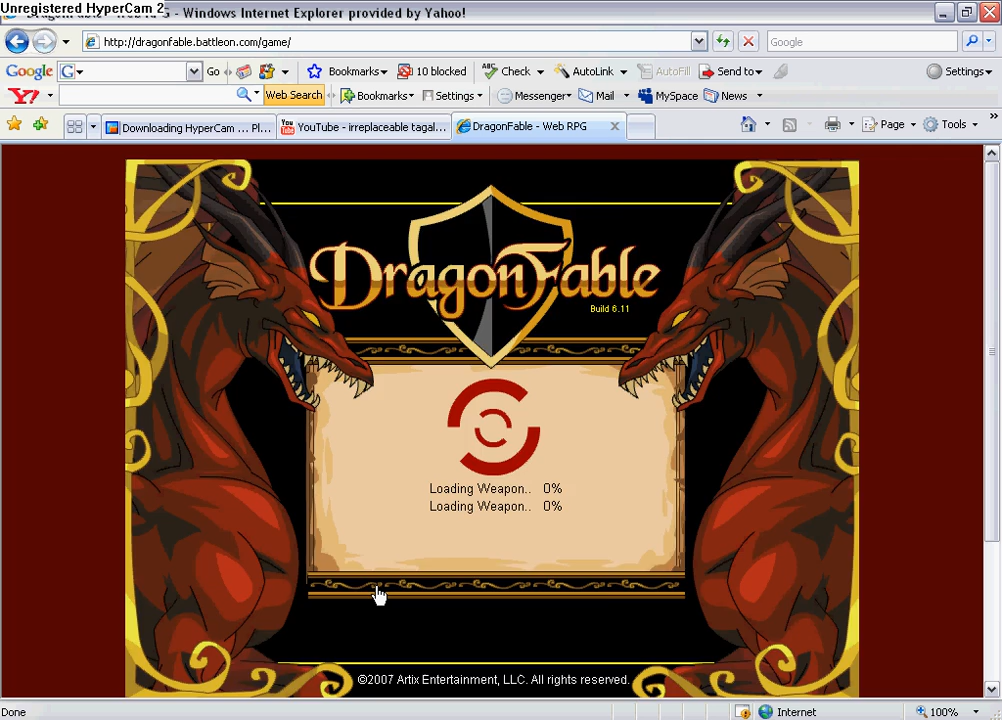 Unregistered HyperCam 2
Web RPG - Windows Internet Explorer provided by Yahoo!
http://dragonfable.battleon.com/game/
Google
Google G Go Bookmarks 10 blocked Check AutoLink AutoFill Send to Settings
Y! Web Search Bookmarks Settings Messenger Mail MySpace News
Downloading HyperCam ... Pl...
YouTube - irreplaceable tagal...
DragonFable - Web RPG
Page Tools
DragonFable
Build 6.11
Loading Weapon.. 0%
Loading Weapon.. 0%
©2007 Artix Entertainment, LLC. All rights reserved.
Done Internet 100%